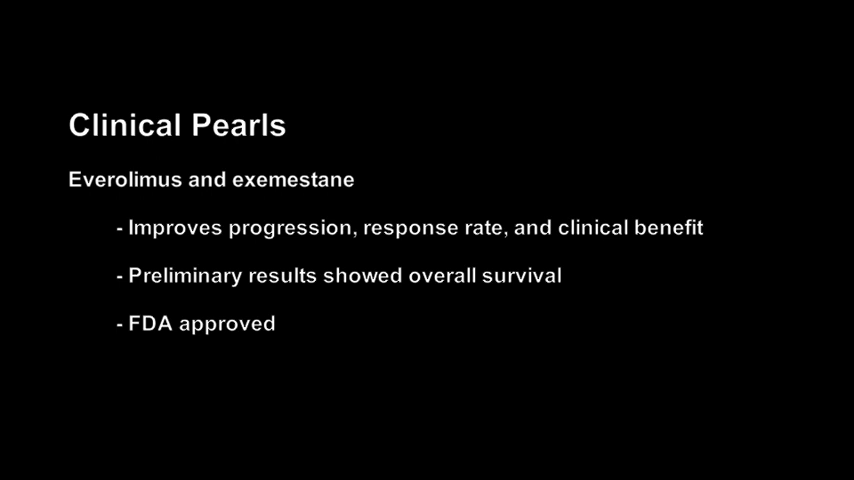 Clinical Pearls
Everolimus and exemestane
- Improves progression, response rate, and clinical benefit
- Preliminary results showed overall survival
- FDA approved